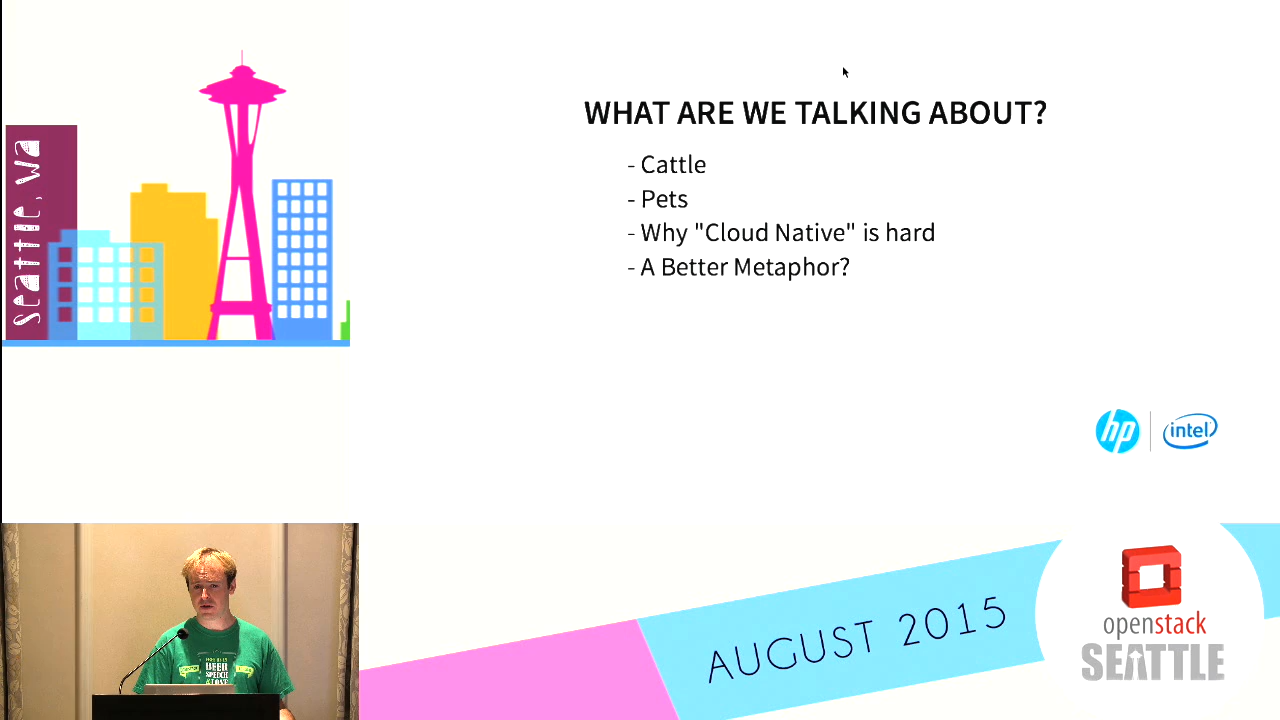 seattle, wa
WHAT ARE WE TALKING ABOUT?
- Cattle
- Pets
- Why "Cloud Native" is hard
- A Better Metaphor?
hp
intel
AUGUST 2015
openstack
SEATTLE